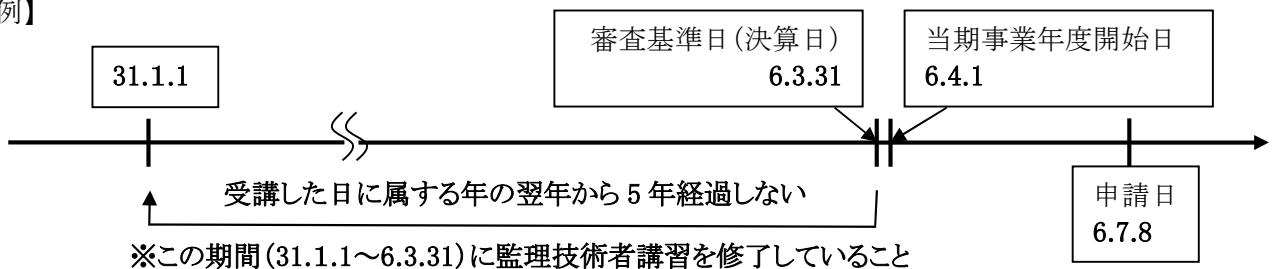 例】
31.1.1
審査基準日（決算日）
6.3.31
当期事業年度開始日
6.4.1
受講した日に属する年の翌年から5年経過しない
※この期間（31.1.1～6.3.31）に監理技術者講習を修了していること
申請日
6.7.8